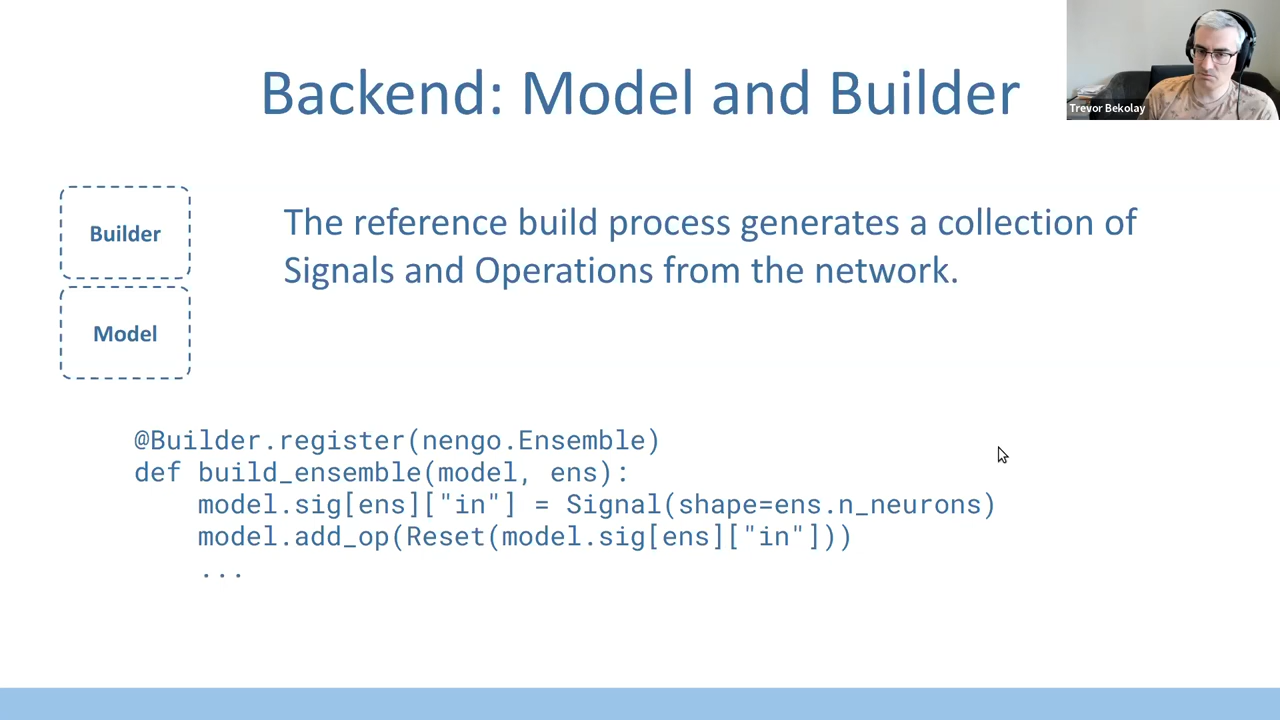 Backend: Model and Builder
Trevor Bekolay
Builder
The reference build process generates a collection of
Signals and Operations from the network.
Model
@Builder.register(nengo.Ensemble)
def build_ensemble(model, ens):
    model.sig[ens]["in"] = Signal(shape=ens.n_neurons)
    model.add_op(Reset(model.sig[ens]["in"]))
    ...